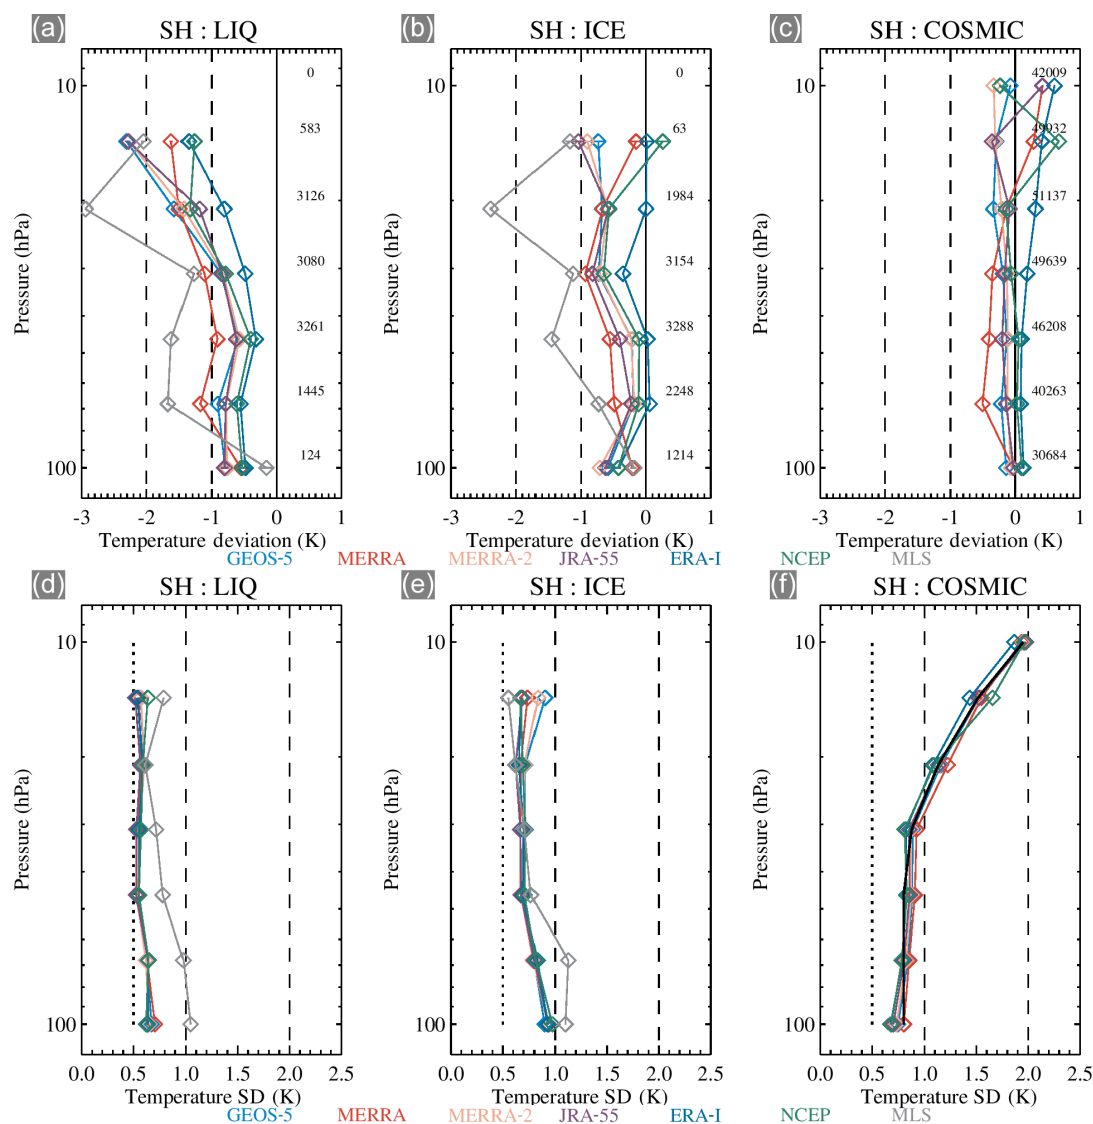 (a) SH : LIQ
(b) SH : ICE
(c) SH : COSMIC
10
0
583
3126
3080
3261
1445
124
100
Pressure (hPa)
-3 -2 -1 0 1
Temperature deviation (K)
10
0
63
1984
3154
3288
2248
1214
100
Pressure (hPa)
-3 -2 -1 0 1
Temperature deviation (K)
10
42009
49932
51137
49639
46208
40263
30684
100
Pressure (hPa)
-3 -2 -1 0 1
Temperature deviation (K)
GEOS-5 MERRA MERRA-2 JRA-55 ERA-I NCEP MLS
(d) SH : LIQ
(e) SH : ICE
(f) SH : COSMIC
10
100
Pressure (hPa)
0.0 0.5 1.0 1.5 2.0 2.5
Temperature SD (K)
10
100
Pressure (hPa)
0.0 0.5 1.0 1.5 2.0 2.5
Temperature SD (K)
10
100
Pressure (hPa)
0.0 0.5 1.0 1.5 2.0 2.5
Temperature SD (K)
GEOS-5 MERRA MERRA-2 JRA-55 ERA-I NCEP MLS